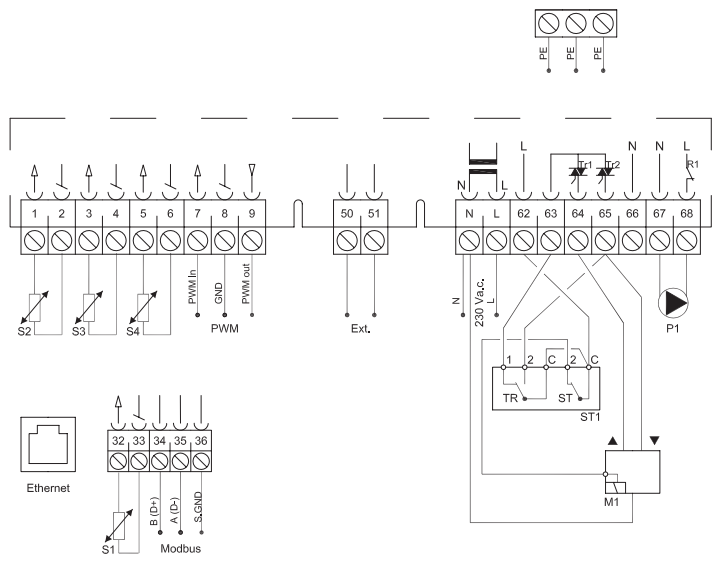 PE PE PE
L N N L
Tr1 Tr2 R1
N L
1 2 3 4 5 6 7 8 9 50 51 N L 62 63 64 65 66 67 68
PWM In
GND
PWM out
N
230 Va.c.
L
S2 S3 S4 PWM Ext. P1
1 2 C 2 C
TR ST
ST1
▲ ▼
M1
Ethernet
32 33 34 35 36
B (D+)
A (D-)
S.GND
S1 Modbus